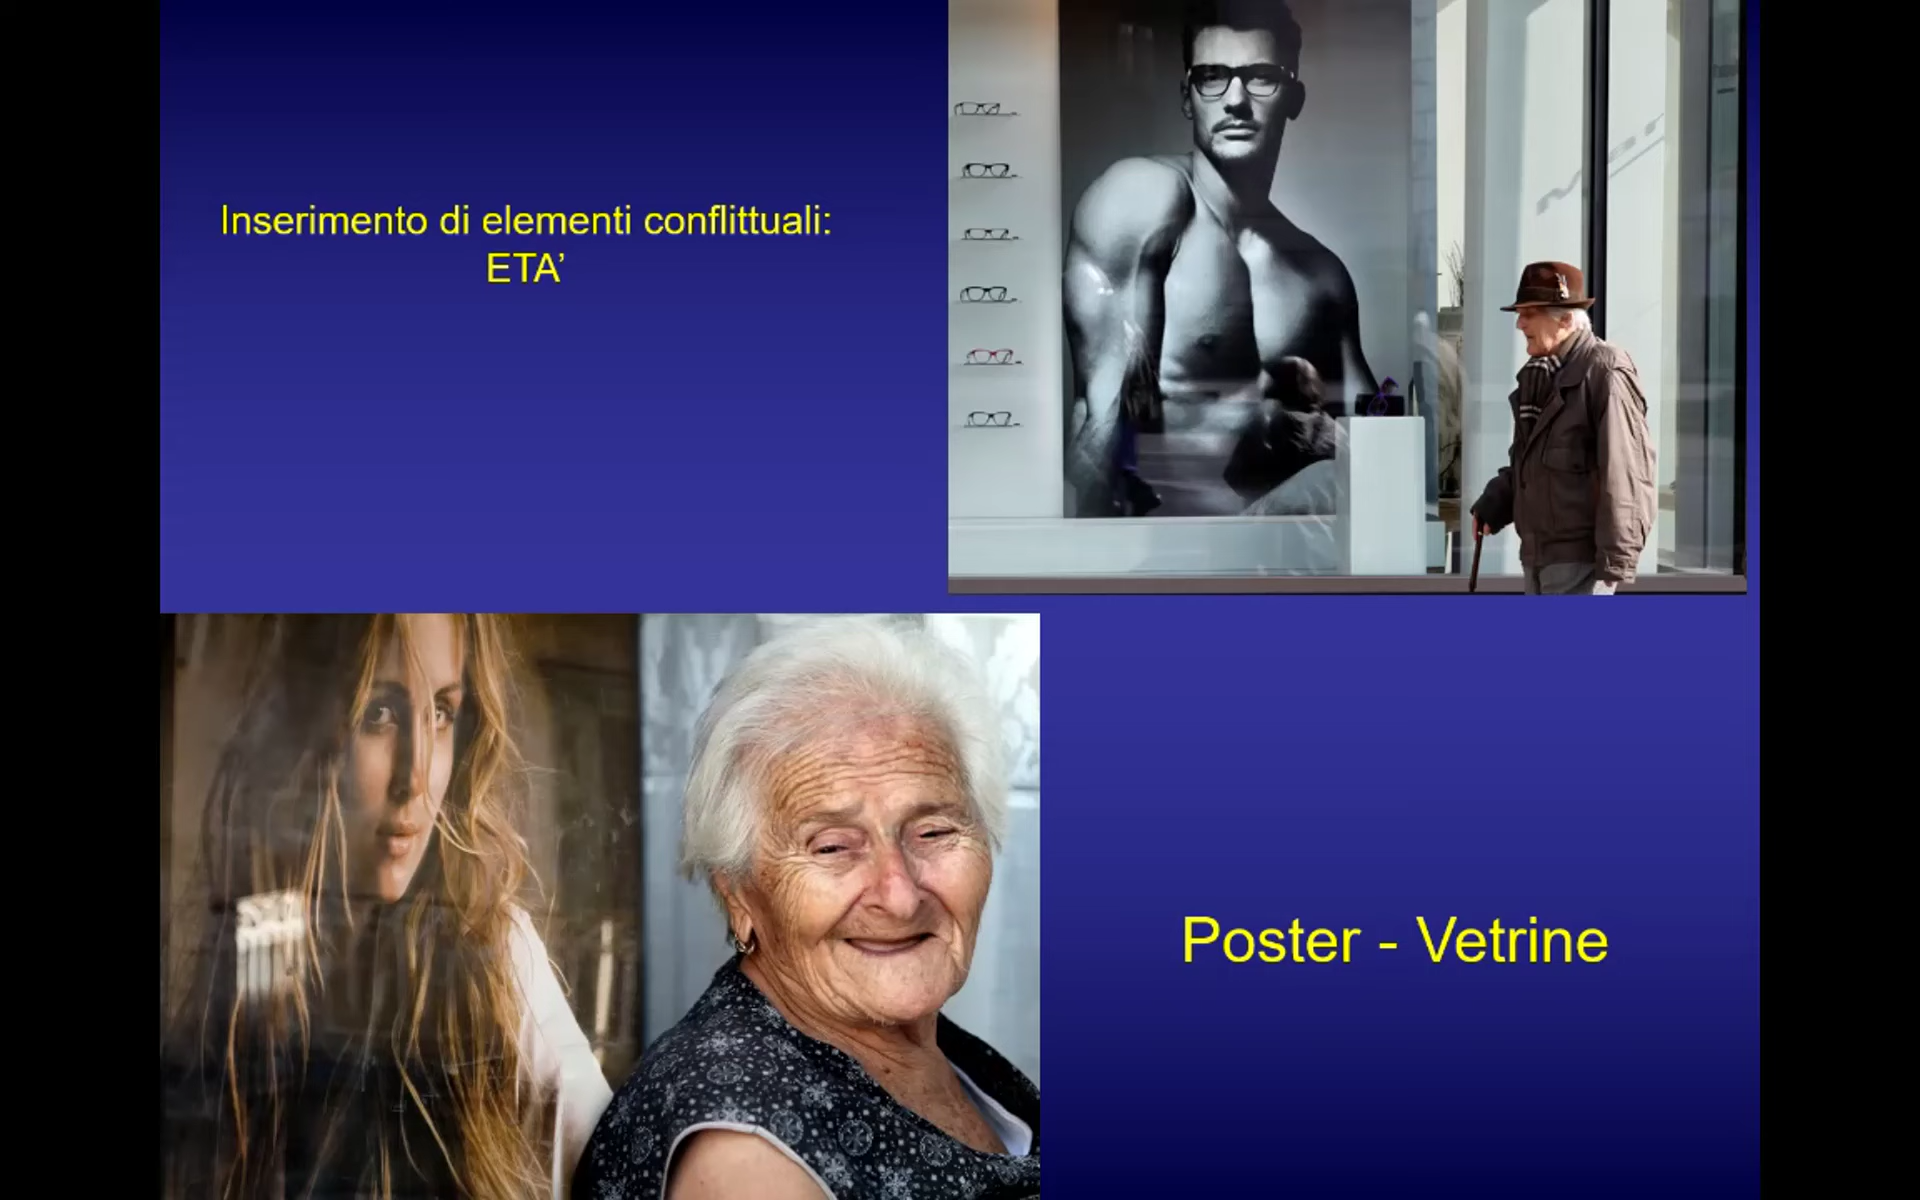 Inserimento di elementi conflittuali:
ETA’
Poster - Vetrine